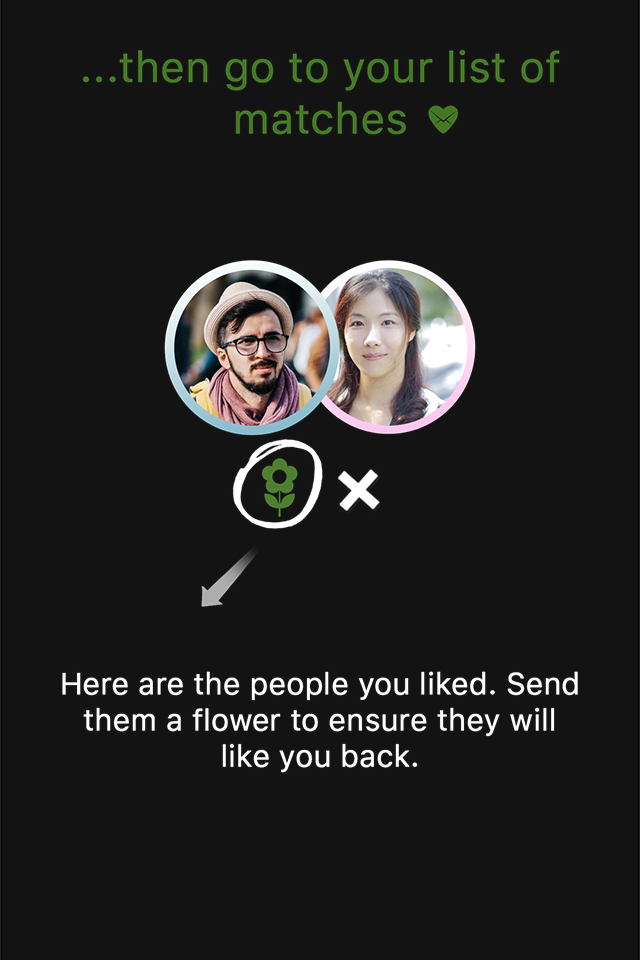 ...then go to your list of
matches
Here are the people you liked. Send
them a flower to ensure they will
like you back.